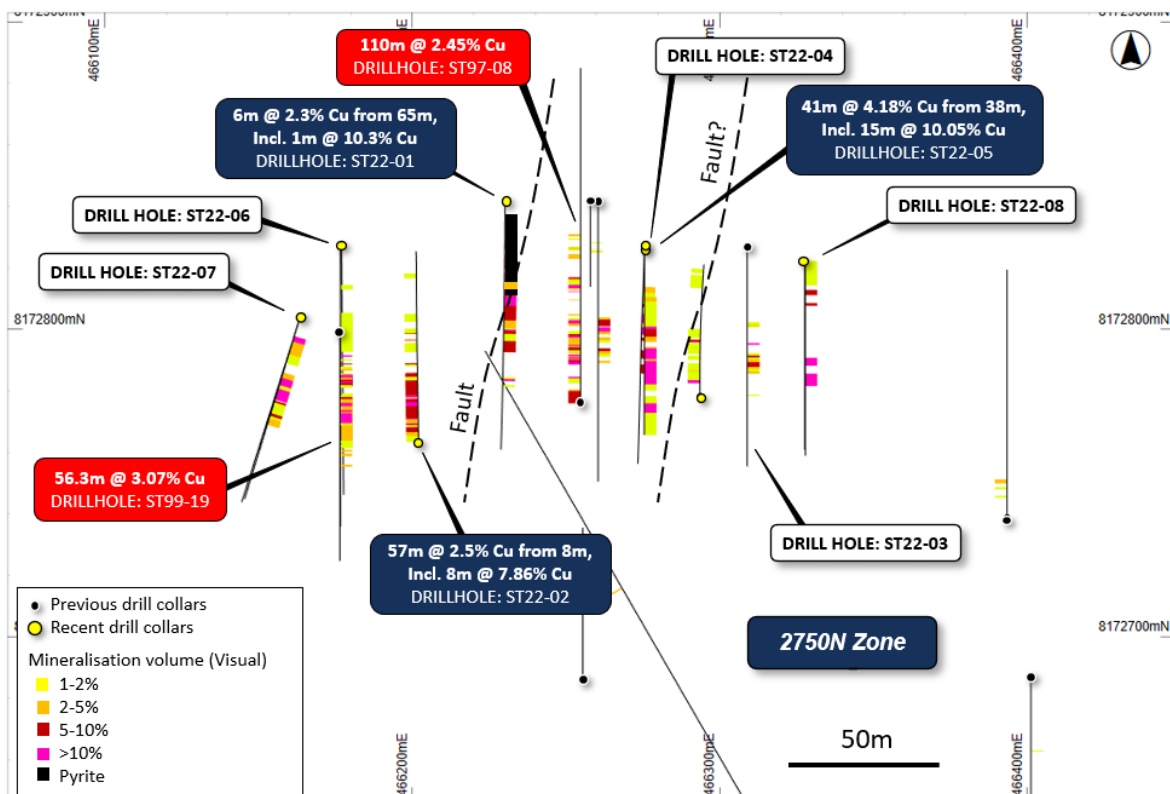 8172900mN
8172900mN
466100mE
466300mE
466400mE
110m @ 2.45% Cu
DRILLHOLE: ST97-08
DRILL HOLE: ST22-04
6m @ 2.3% Cu from 65m,
Incl. 1m @ 10.3% Cu
DRILLHOLE: ST22-01
41m @ 4.18% Cu from 38m,
Incl. 15m @ 10.05% Cu
DRILLHOLE: ST22-05
Fault?
DRILL HOLE: ST22-06
DRILL HOLE: ST22-08
DRILL HOLE: ST22-07
8172800mN
8172800mN
Fault
56.3m @ 3.07% Cu
DRILLHOLE: ST99-19
DRILL HOLE: ST22-03
57m @ 2.5% Cu from 8m,
Incl. 8m @ 7.86% Cu
DRILLHOLE: ST22-02
Previous drill collars
Recent drill collars
Mineralisation volume (Visual)
1-2%
2-5%
5-10%
>10%
Pyrite
8172700mN
2750N Zone
50m
466200mE
466300mE
466400mE